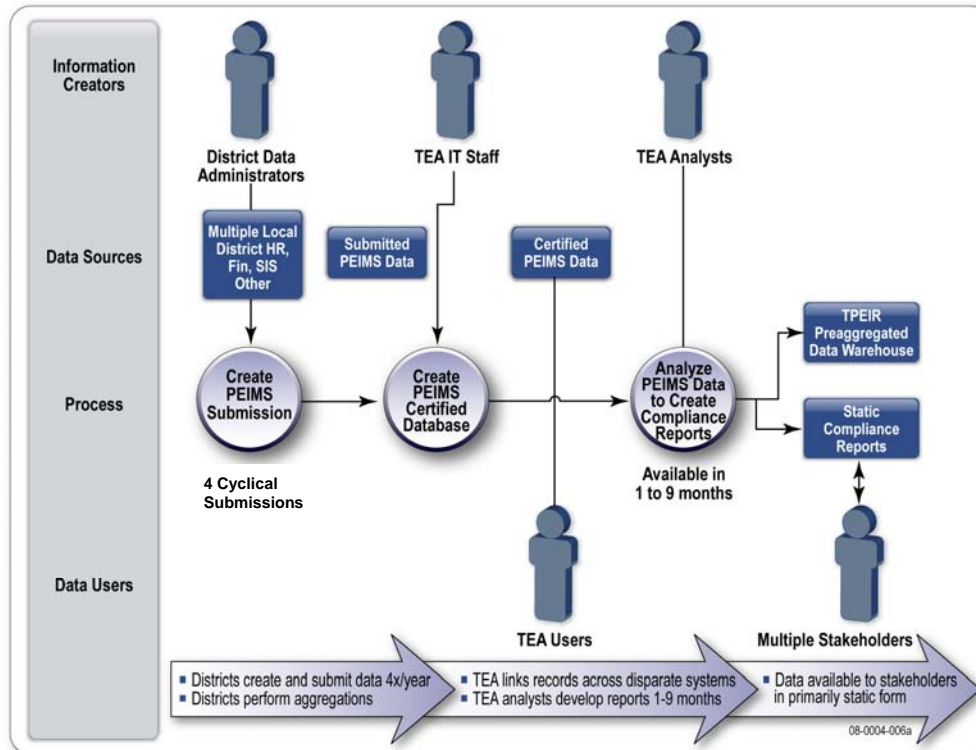 Information
Creators
District Data
Administrators
TEA IT Staff
TEA Analysts
Data Sources
Multiple Local
District HR,
Fin, SIS
Other
Submitted
PEIMS Data
Certified
PEIMS Data
TPEIR
Preaggregated
Data Warehouse
Process
Create
PEIMS
Submission
Create
PEIMS
Certified
Database
Analyze
PEIMS Data
to Create
Compliance
Reports
Static
Compliance
Reports
4 Cyclical
Submissions
Available in
1 to 9 months
Data Users
TEA Users
Multiple Stakeholders
▪ Districts create and submit data 4x/year
▪ Districts perform aggregations
▪ TEA links records across disparate systems
▪ TEA analysts develop reports 1-9 months
▪ Data available to stakeholders
in primarily static form
08-0004-006a